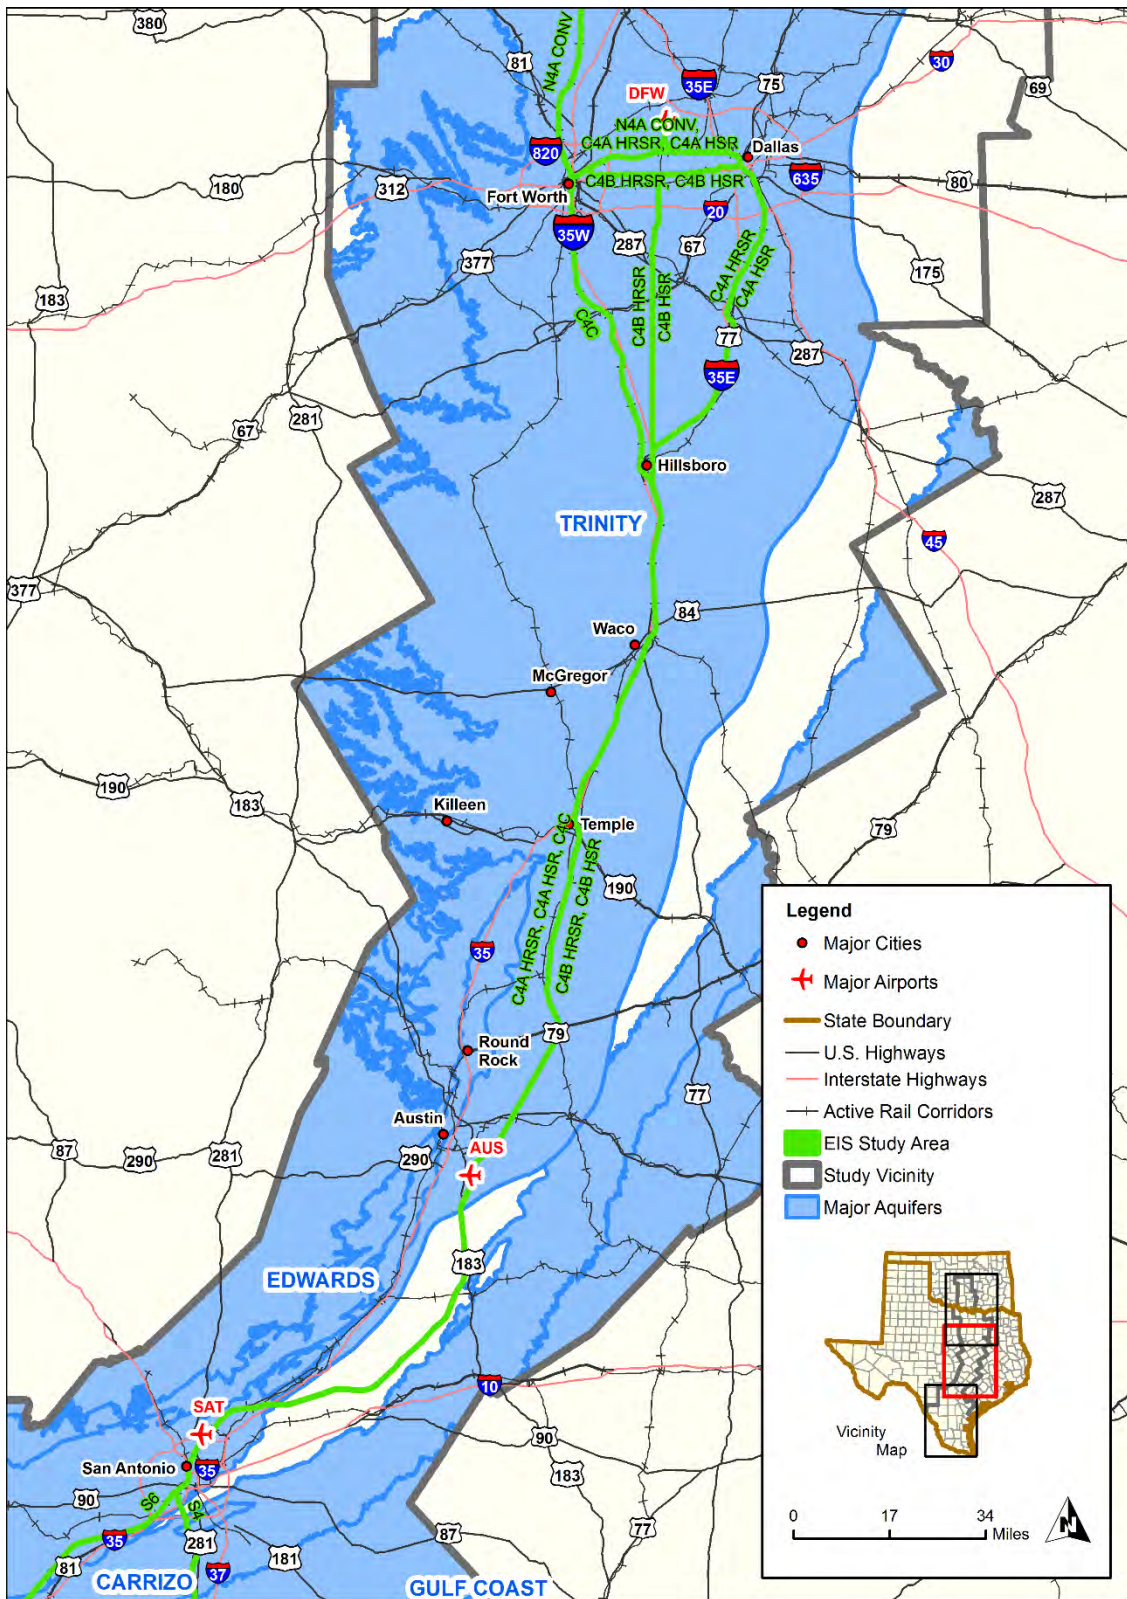 380
N4A CONV
81
35E
75
30
69
DFW
N4A CONV,
C4A HRSR, C4A HSR
820
Dallas
180
312
C4B HRSR, C4B HSR
635
80
Fort Worth
20
35W
287
67
377
175
183
C4A HRSR
C4A HSR
C4B HRSR
C4B HSR
C4C
77
287
35E
281
67
Hillsboro
287
TRINITY
45
377
84
Waco
McGregor
190
183
Killeen
Temple
79
C4A HRSR, C4A HSR, C4C
C4B HRSR, C4B HSR
190
35
79
Round
Rock
77
Austin
87
290
281
290
AUS
183
EDWARDS
10
SAT
90
San Antonio
35
183
90
S6
S4
77
35
281
87
181
81
37
CARRIZO
GULF COAST
Legend
Major Cities
Major Airports
State Boundary
U.S. Highways
Interstate Highways
Active Rail Corridors
EIS Study Area
Study Vicinity
Major Aquifers
Vicinity
Map
0
17
34
Miles
N